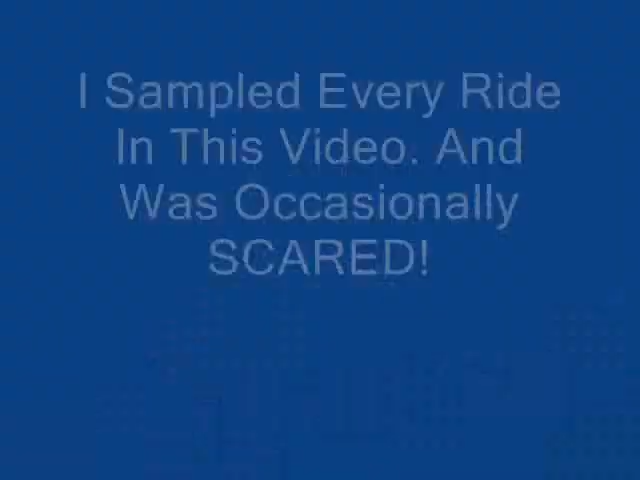 I Sampled Every Ride
In This Video. And
Was Occasionally
SCARED!